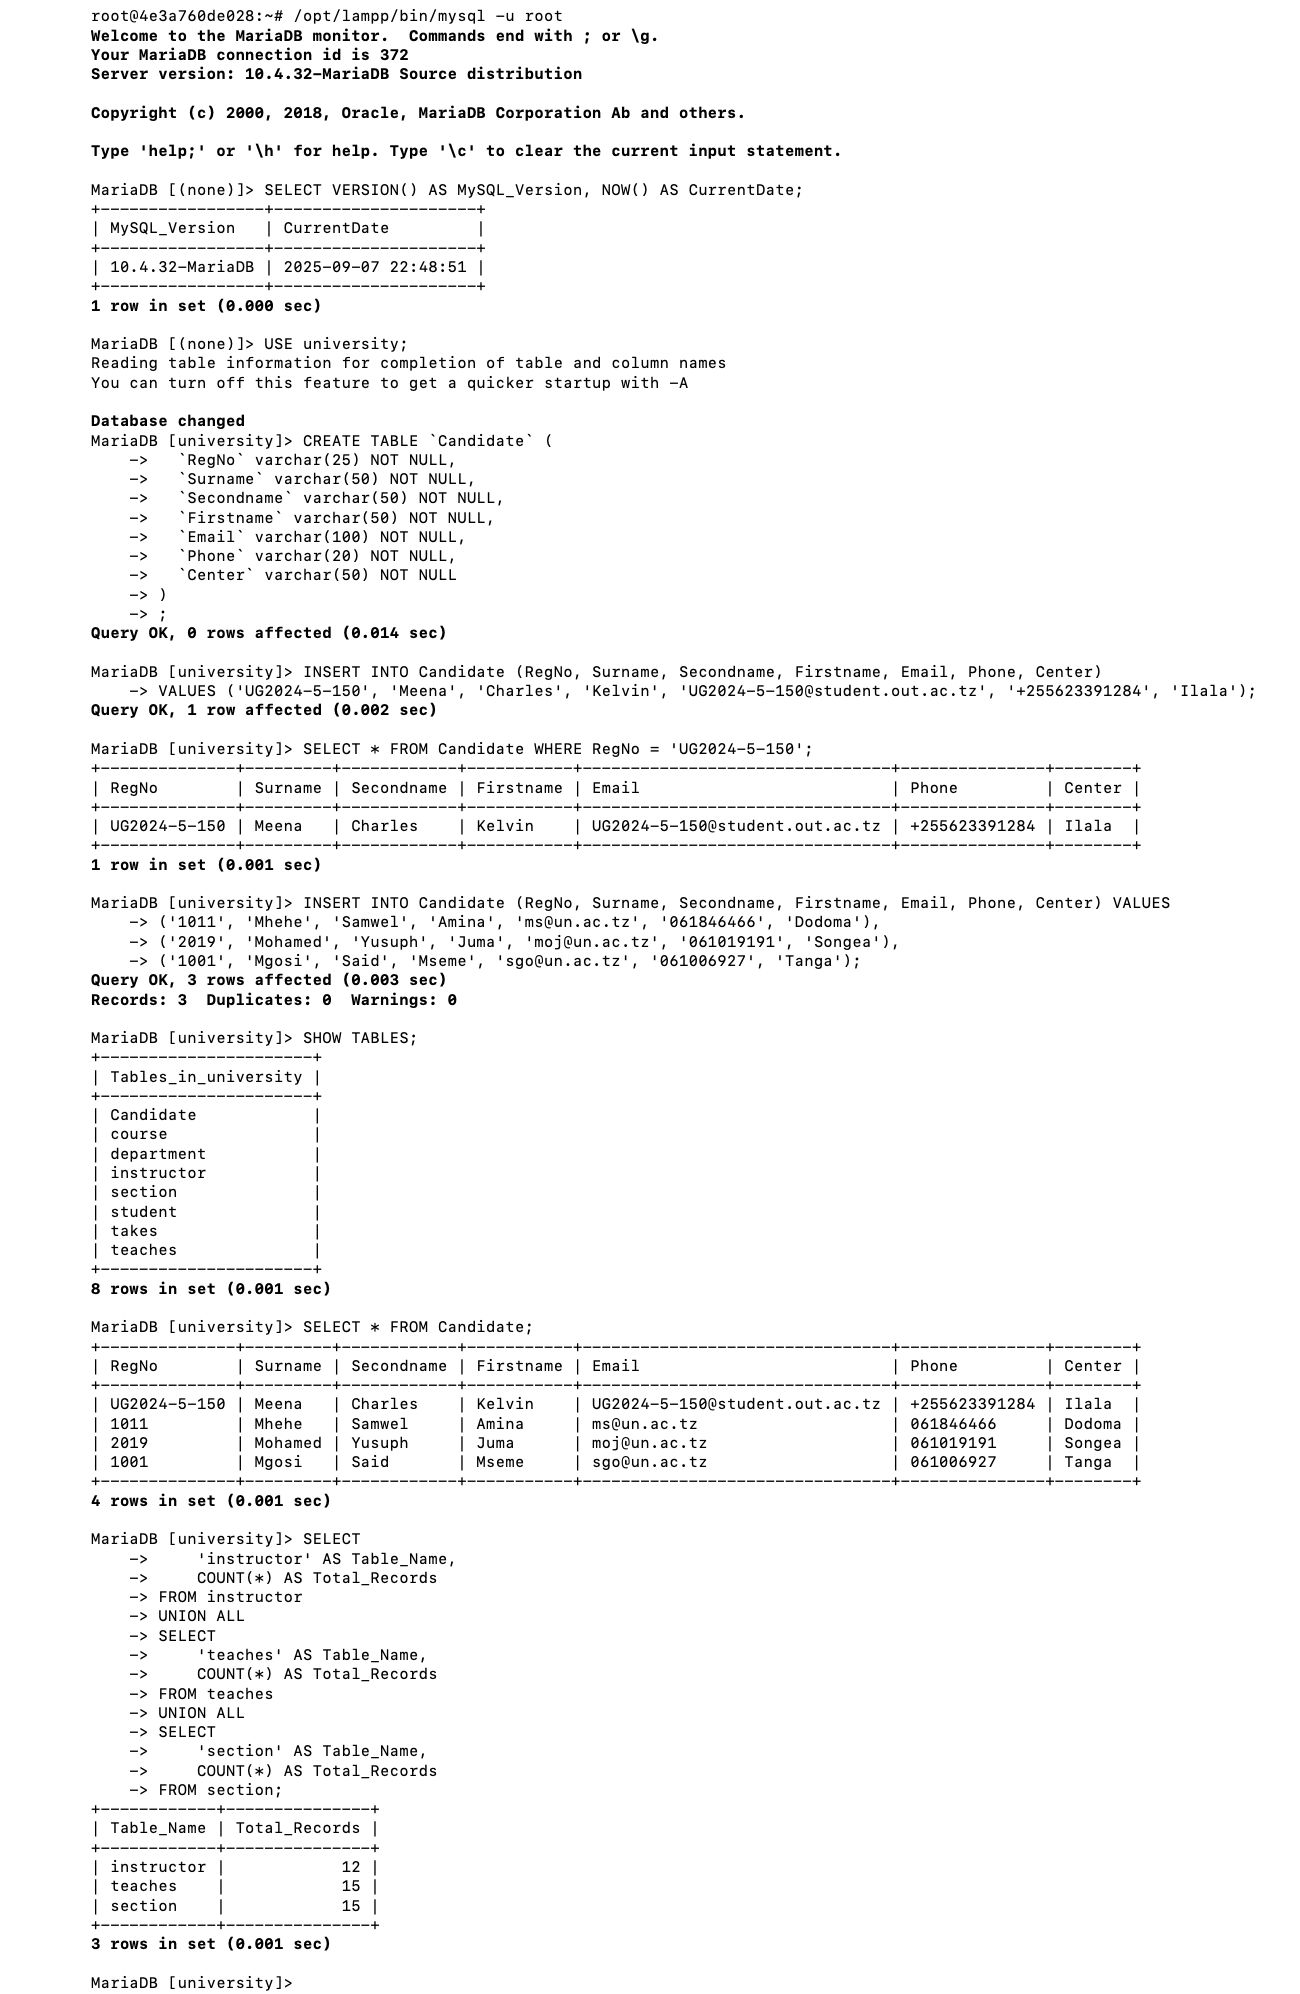 root@4e3a760de028:~# /opt/lampp/bin/mysql -u root
Welcome to the MariaDB monitor.  Commands end with ; or \g.
Your MariaDB connection id is 372
Server version: 10.4.32-MariaDB Source distribution

Copyright (c) 2000, 2018, Oracle, MariaDB Corporation Ab and others.

Type 'help;' or '\h' for help. Type '\c' to clear the current input statement.

MariaDB [(none)]> SELECT VERSION() AS MySQL_Version, NOW() AS CurrentDate;
+-----------------+---------------------+
| MySQL_Version   | CurrentDate         |
+-----------------+---------------------+
| 10.4.32-MariaDB | 2025-09-07 22:48:51 |
+-----------------+---------------------+
1 row in set (0.000 sec)

MariaDB [(none)]> USE university;
Reading table information for completion of table and column names
You can turn off this feature to get a quicker startup with -A

Database changed
MariaDB [university]> CREATE TABLE `Candidate` (
    ->   `RegNo` varchar(25) NOT NULL,
    ->   `Surname` varchar(50) NOT NULL,
    ->   `Secondname` varchar(50) NOT NULL,
    ->   `Firstname` varchar(50) NOT NULL,
    ->   `Email` varchar(100) NOT NULL,
    ->   `Phone` varchar(20) NOT NULL,
    ->   `Center` varchar(50) NOT NULL
    -> )
    -> ;
Query OK, 0 rows affected (0.014 sec)

MariaDB [university]> INSERT INTO Candidate (RegNo, Surname, Secondname, Firstname, Email, Phone, Center)
    -> VALUES ('UG2024-5-150', 'Meena', 'Charles', 'Kelvin', 'UG2024-5-150@student.out.ac.tz', '+255623391284', 'Ilala');
Query OK, 1 row affected (0.002 sec)

MariaDB [university]> SELECT * FROM Candidate WHERE RegNo = 'UG2024-5-150';
+--------------+---------+------------+-----------+--------------------------------+---------------+--------+
| RegNo        | Surname | Secondname | Firstname | Email                          | Phone         | Center |
+--------------+---------+------------+-----------+--------------------------------+---------------+--------+
| UG2024-5-150 | Meena   | Charles    | Kelvin    | UG2024-5-150@student.out.ac.tz | +255623391284 | Ilala  |
+--------------+---------+------------+-----------+--------------------------------+---------------+--------+
1 row in set (0.001 sec)

MariaDB [university]> INSERT INTO Candidate (RegNo, Surname, Secondname, Firstname, Email, Phone, Center) VALUES
    -> ('1011', 'Mhehe', 'Samwel', 'Amina', 'ms@un.ac.tz', '061846466', 'Dodoma'),
    -> ('2019', 'Mohamed', 'Yusuph', 'Juma', 'moj@un.ac.tz', '061019191', 'Songea'),
    -> ('1001', 'Mgosi', 'Said', 'Mseme', 'sgo@un.ac.tz', '061006927', 'Tanga');
Query OK, 3 rows affected (0.003 sec)
Records: 3  Duplicates: 0  Warnings: 0

MariaDB [university]> SHOW TABLES;
+----------------------+
| Tables_in_university |
+----------------------+
| Candidate            |
| course               |
| department           |
| instructor           |
| section              |
| student              |
| takes                |
| teaches              |
+----------------------+
8 rows in set (0.001 sec)

MariaDB [university]> SELECT * FROM Candidate;
+--------------+---------+------------+-----------+--------------------------------+---------------+--------+
| RegNo        | Surname | Secondname | Firstname | Email                          | Phone         | Center |
+--------------+---------+------------+-----------+--------------------------------+---------------+--------+
| UG2024-5-150 | Meena   | Charles    | Kelvin    | UG2024-5-150@student.out.ac.tz | +255623391284 | Ilala  |
| 1011         | Mhehe   | Samwel     | Amina     | ms@un.ac.tz                    | 061846466     | Dodoma |
| 2019         | Mohamed | Yusuph     | Juma      | moj@un.ac.tz                   | 061019191     | Songea |
| 1001         | Mgosi   | Said       | Mseme     | sgo@un.ac.tz                   | 061006927     | Tanga  |
+--------------+---------+------------+-----------+--------------------------------+---------------+--------+
4 rows in set (0.001 sec)

MariaDB [university]> SELECT
    ->     'instructor' AS Table_Name,
    ->     COUNT(*) AS Total_Records
    -> FROM instructor
    -> UNION ALL
    -> SELECT
    ->     'teaches' AS Table_Name,
    ->     COUNT(*) AS Total_Records
    -> FROM teaches
    -> UNION ALL
    -> SELECT
    ->     'section' AS Table_Name,
    ->     COUNT(*) AS Total_Records
    -> FROM section;
+------------+---------------+
| Table_Name | Total_Records |
+------------+---------------+
| instructor |            12 |
| teaches    |            15 |
| section    |            15 |
+------------+---------------+
3 rows in set (0.001 sec)

MariaDB [university]>